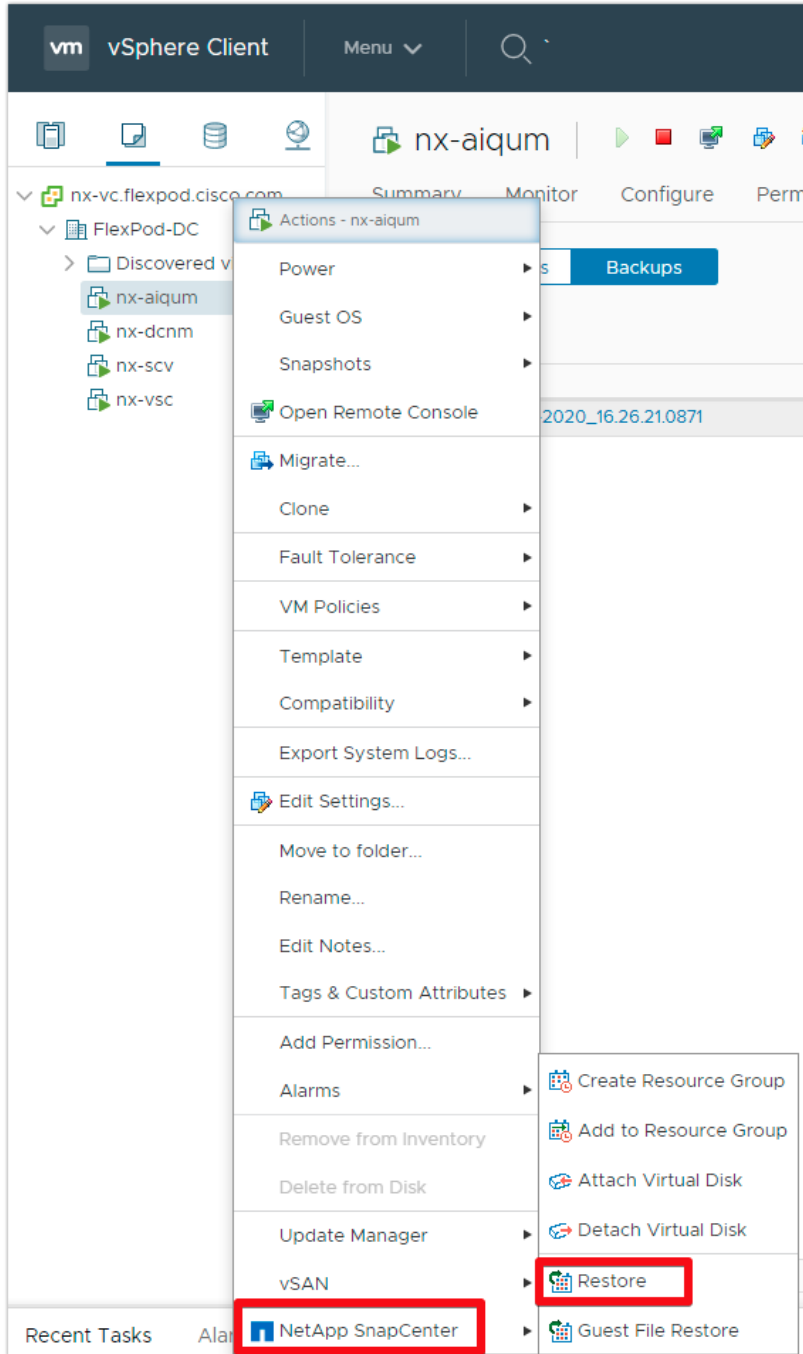 vm vSphere Client Menu
nx-aiqum
Summary Monitor Configure
nx-vc.flexpod.cisco.com
FlexPod-DC
Discovered v
nx-aiqum
nx-dcnm
nx-scv
nx-vsc
Backups
2020_16.26.21.0871
Actions - nx-aiqum
Power
Guest OS
Snapshots
Open Remote Console
Migrate...
Clone
Fault Tolerance
VM Policies
Template
Compatibility
Export System Logs...
Edit Settings...
Move to folder...
Rename...
Edit Notes...
Tags & Custom Attributes
Add Permission...
Alarms
Remove from Inventory
Delete from Disk
Update Manager
vSAN
NetApp SnapCenter
Create Resource Group
Add to Resource Group
Attach Virtual Disk
Detach Virtual Disk
Restore
Guest File Restore
Recent Tasks